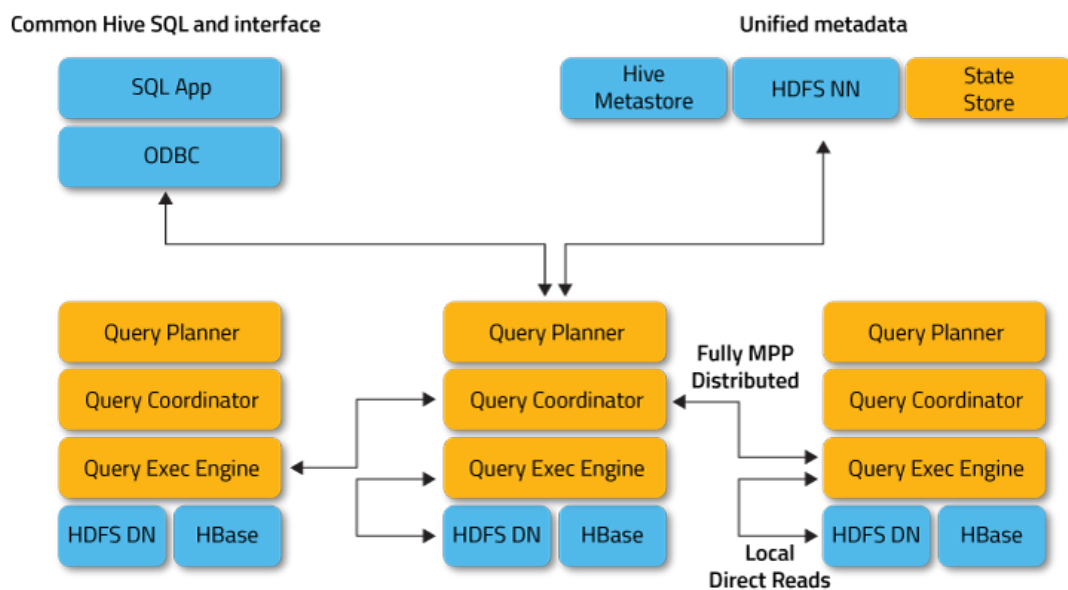 Common Hive SQL and interface
Unified metadata
SQL App
ODBC
Hive
Metastore
HDFS NN
State
Store
Query Planner
Query Coordinator
Query Exec Engine
HDFS DN
HBase
Query Planner
Query Coordinator
Query Exec Engine
HDFS DN
HBase
Fully MPP
Distributed
Local
Direct Reads
Query Planner
Query Coordinator
Query Exec Engine
HDFS DN
HBase